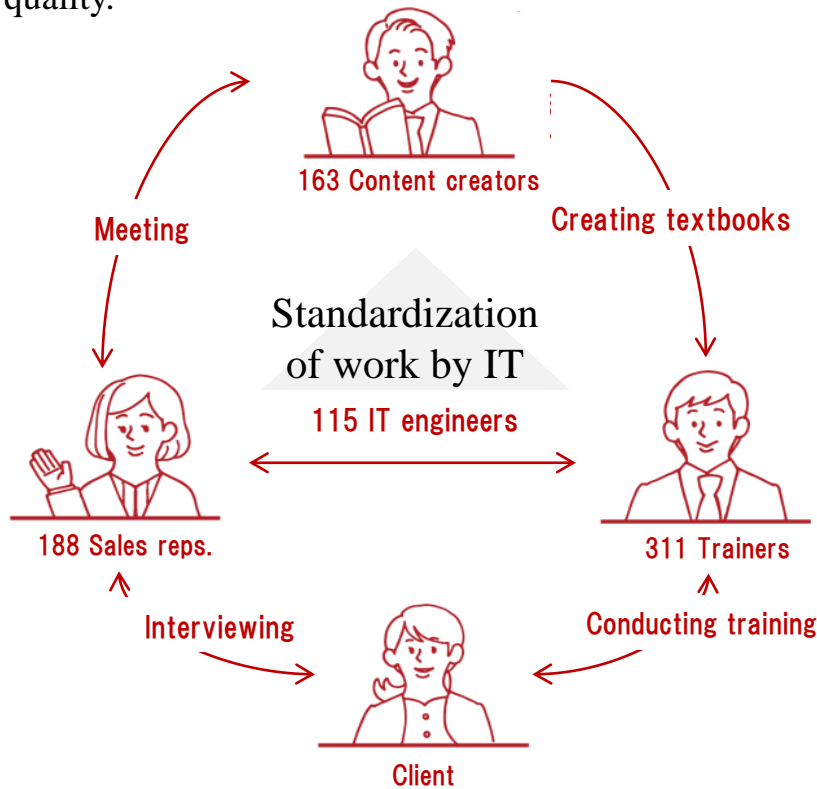 quality.
163 Content creators
Meeting
Creating textbooks
Standardization
of work by IT
115 IT engineers
188 Sales reps.
311 Trainers
Interviewing
Conducting training
Client